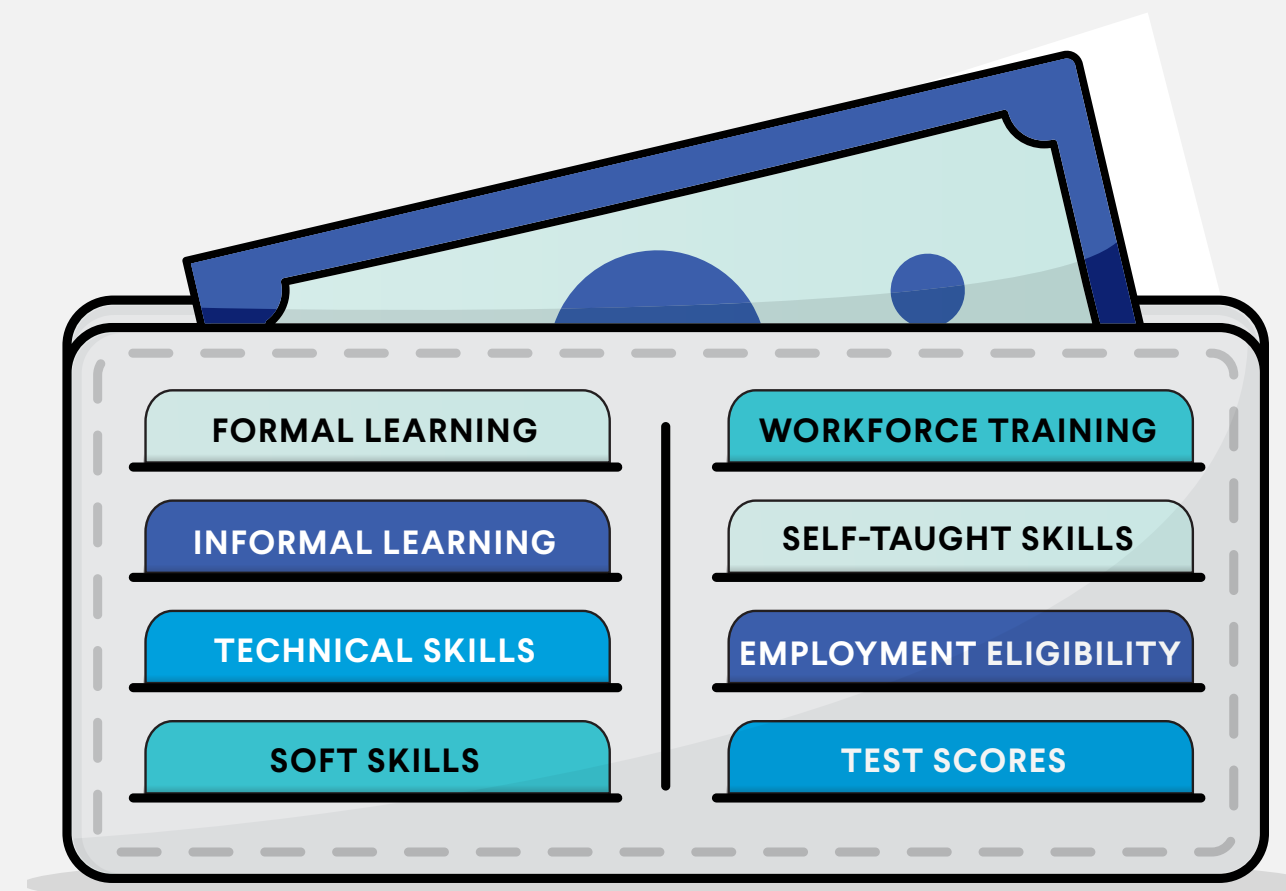 FORMAL LEARNING
INFORMAL LEARNING
TECHNICAL SKILLS
SOFT SKILLS
WORKFORCE TRAINING
SELF-TAUGHT SKILLS
EMPLOYMENT ELIGIBILITY
TEST SCORES